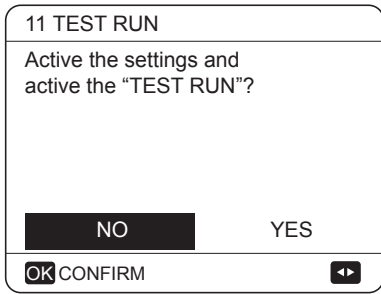 11 TEST RUN
Active the settings and
active the “TEST RUN”?
NO YES
OK CONFIRM